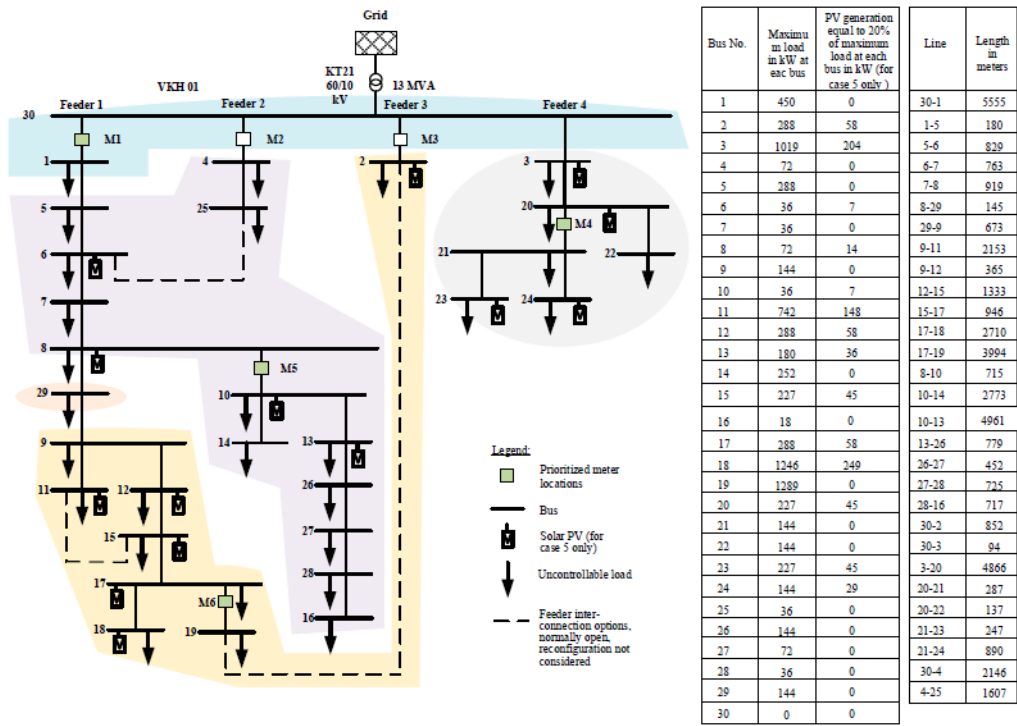 Grid
KT21
60/10
kV
13 MVA
VKH 01
Feeder 1
Feeder 2
Feeder 3
Feeder 4
30
M1
M2
M3
1
4
2
3
5
25
20
M4
6
21
22
7
23
24
8
M5
29
10
9
14
13
11
12
26
15
27
17
28
M6
18
19
16
Legend:
Prioritized meter
locations
Bus
Solar PV (for
case 5 only)
Uncontrollable load
Feeder inter-
connection options,
normally open,
reconfiguration not
considered
Bus No. Maximu m load in kW at eac bus PV generation equal to 20% of maximum load at each bus in kW (for case 5 only )
1 450 0
2 288 58
3 1019 204
4 72 0
5 288 0
6 36 7
7 36 0
8 72 14
9 144 0
10 36 7
11 742 148
12 288 58
13 180 36
14 252 0
15 227 45
16 18 0
17 288 58
18 1246 249
19 1289 0
20 227 45
21 144 0
22 144 0
23 227 45
24 144 29
25 36 0
26 144 0
27 72 0
28 36 0
29 144 0
30 0 0
Line Length in meters
30-1 5555
1-5 180
5-6 829
6-7 763
7-8 919
8-29 145
29-9 673
9-11 2153
9-12 365
12-15 1333
15-17 946
17-18 2710
17-19 3994
8-10 715
10-14 2773
10-13 4961
13-26 779
26-27 452
27-28 725
28-16 717
30-2 852
30-3 94
3-20 4866
20-21 287
20-22 137
21-23 247
21-24 890
30-4 2146
4-25 1607